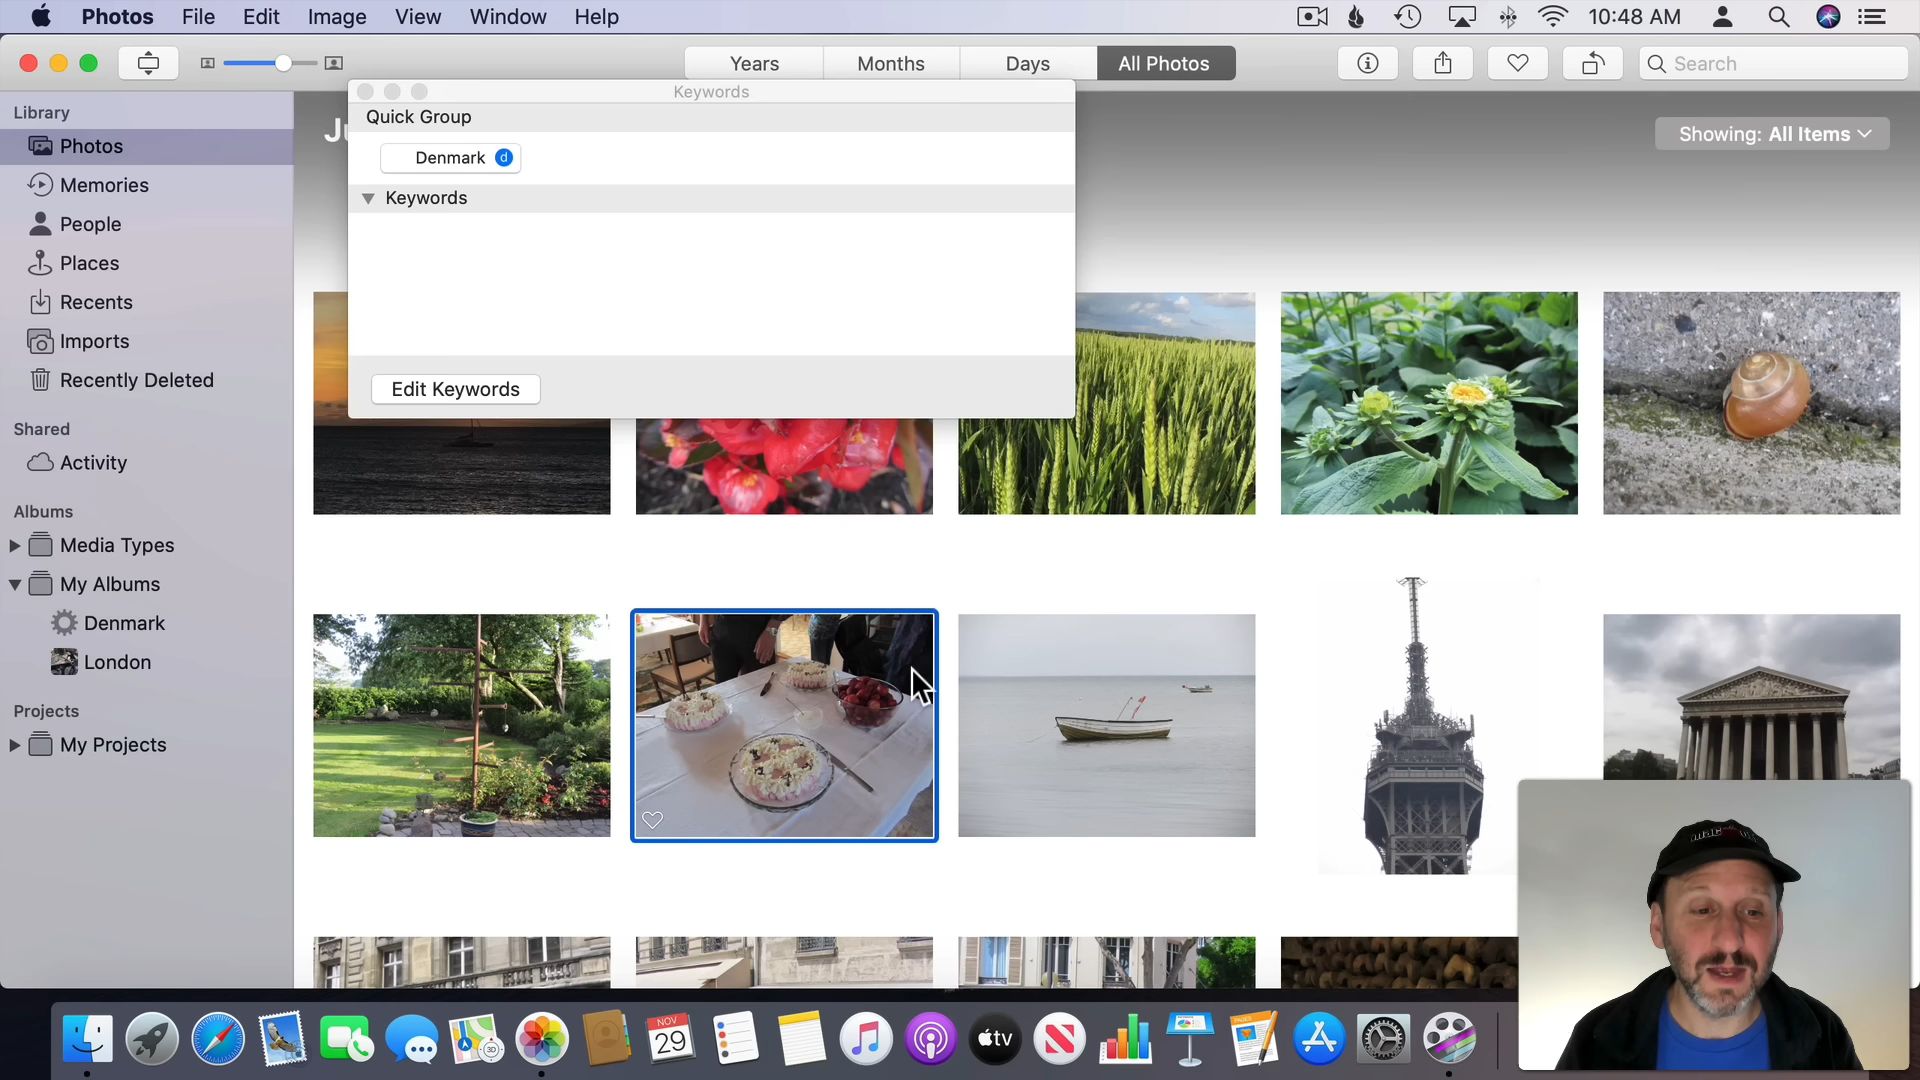 Photos File Edit Image View Window Help 10:48 AM
Years Months Days All Photos Search
Library
Photos
Memories
People
Places
Recents
Imports
Recently Deleted
Shared
Activity
Albums
Media Types
My Albums
Denmark
London
Projects
My Projects
Keywords
Quick Group
Denmark d
Keywords
Edit Keywords
Showing: All Items
NOV
29
3D
tv